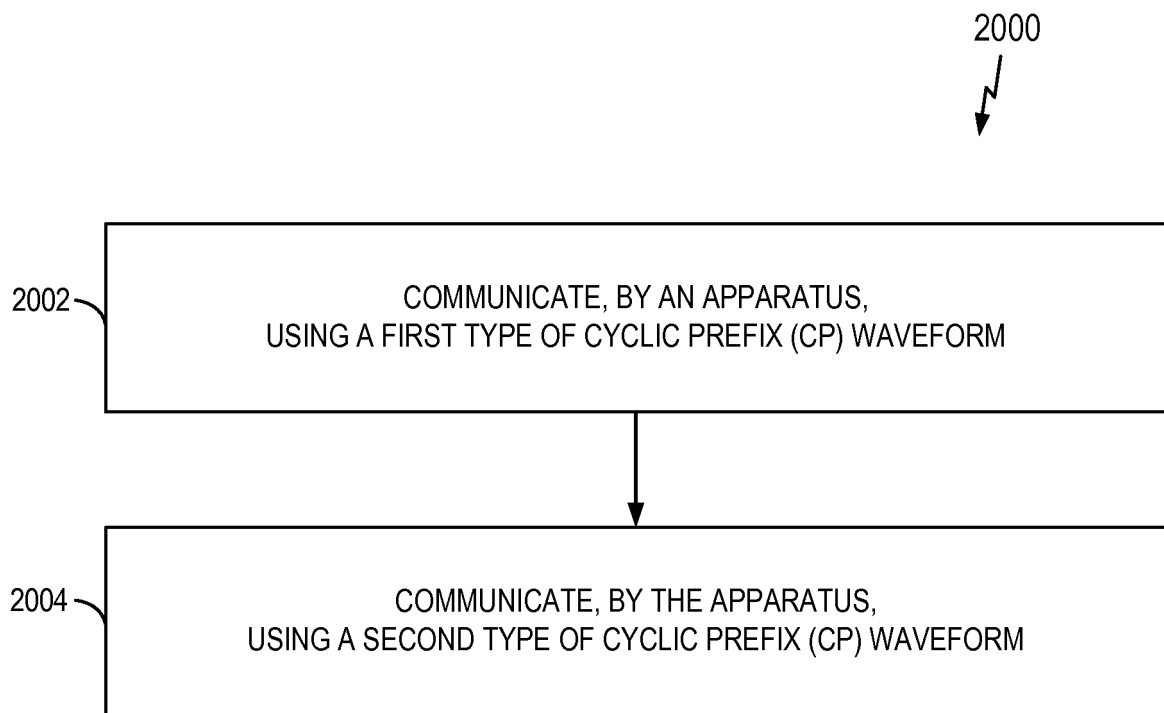 2000
2002
COMMUNICATE, BY AN APPARATUS,
USING A FIRST TYPE OF CYCLIC PREFIX (CP) WAVEFORM
2004
COMMUNICATE, BY THE APPARATUS,
USING A SECOND TYPE OF CYCLIC PREFIX (CP) WAVEFORM